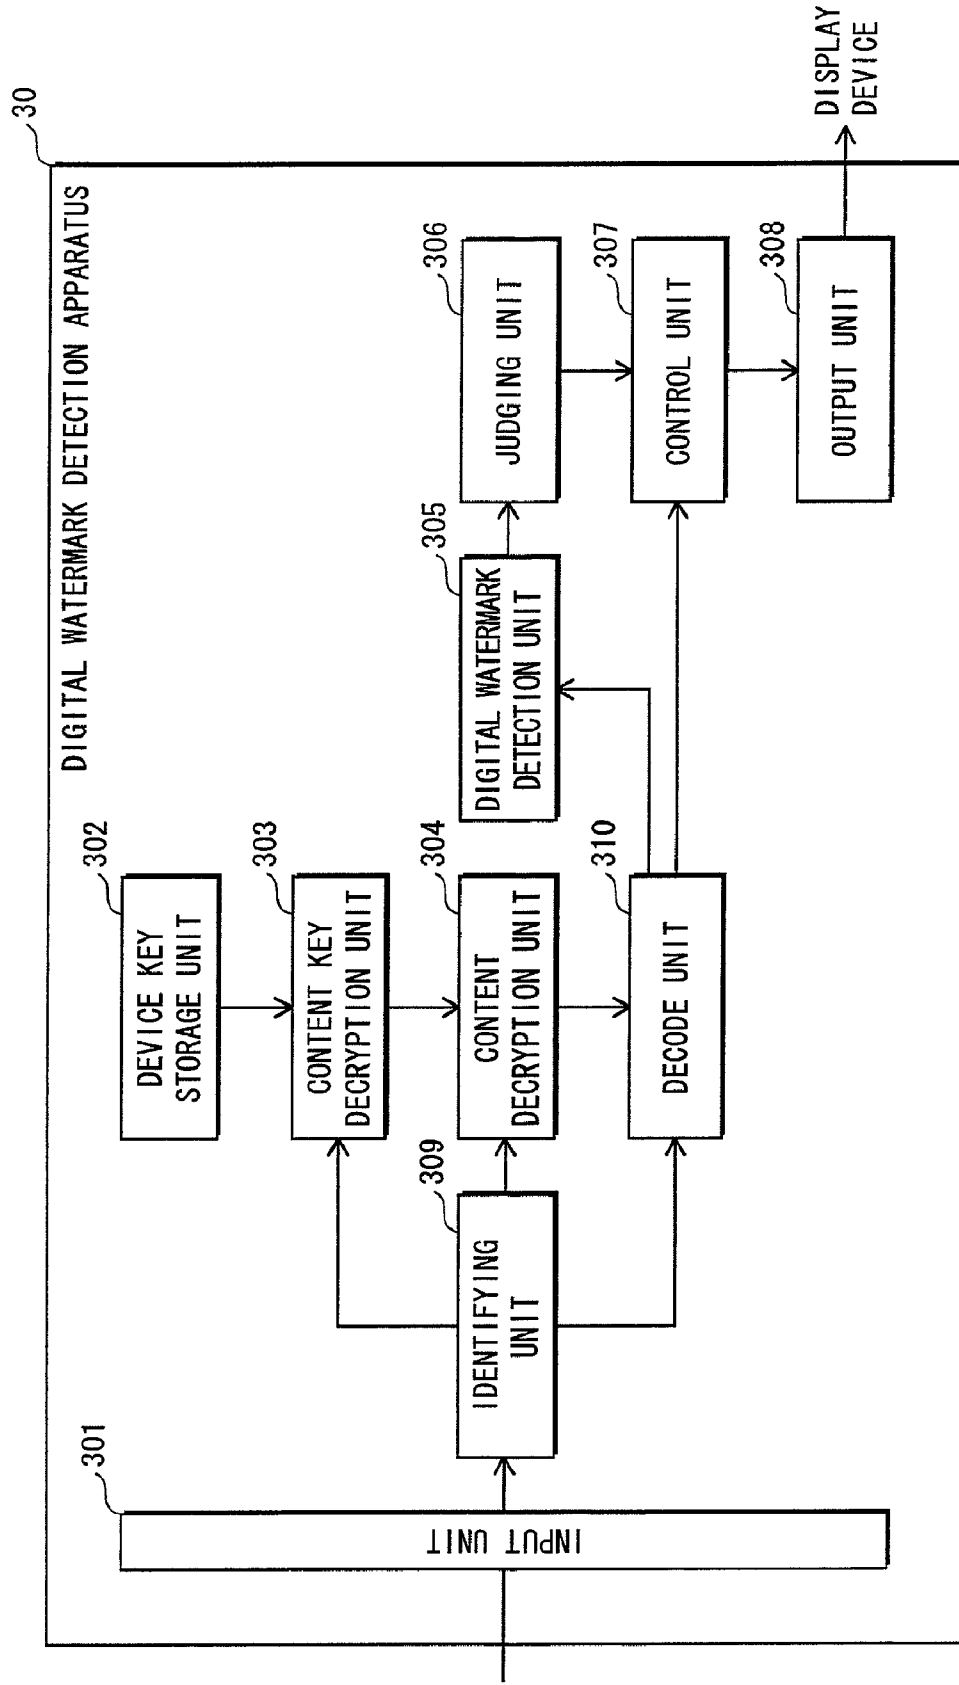 30
DIGITAL WATERMARK DETECTION APPARATUS
301
INPUT UNIT
309
IDENTIFYING
UNIT
302
DEVICE KEY
STORAGE UNIT
303
CONTENT KEY
DECRYPTION UNIT
304
CONTENT
DECRYPTION UNIT
310
DECODE UNIT
305
DIGITAL WATERMARK
DETECTION UNIT
306
JUDGING UNIT
307
CONTROL UNIT
308
OUTPUT UNIT
DISPLAY
DEVICE